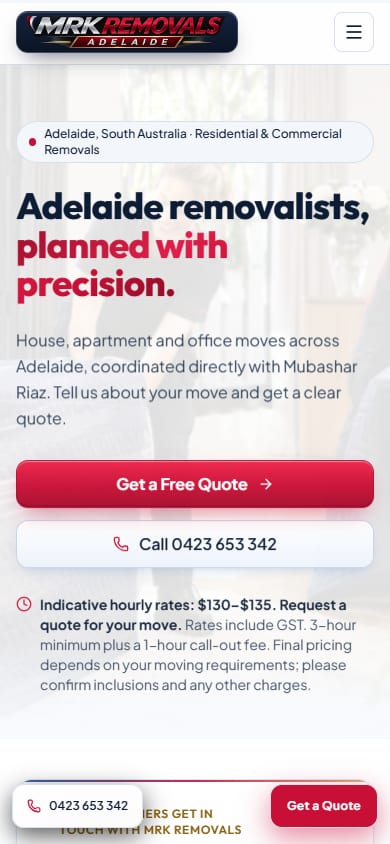 MRK REMOVALS
ADELAIDE
Adelaide, South Australia · Residential & Commercial
Removals
Adelaide removalists,
planned with
precision.
House, apartment and office moves across
Adelaide, coordinated directly with Mubashar
Riaz. Tell us about your move and get a clear
quote.
Get a Free Quote →
Call 0423 653 342
Indicative hourly rates: $130–$135. Request a
quote for your move. Rates include GST. 3-hour
minimum plus a 1-hour call-out fee. Final pricing
depends on your moving requirements; please
confirm inclusions and any other charges.
GET IN
TOUCH WITH MRK REMOVALS
0423 653 342
Get a Quote